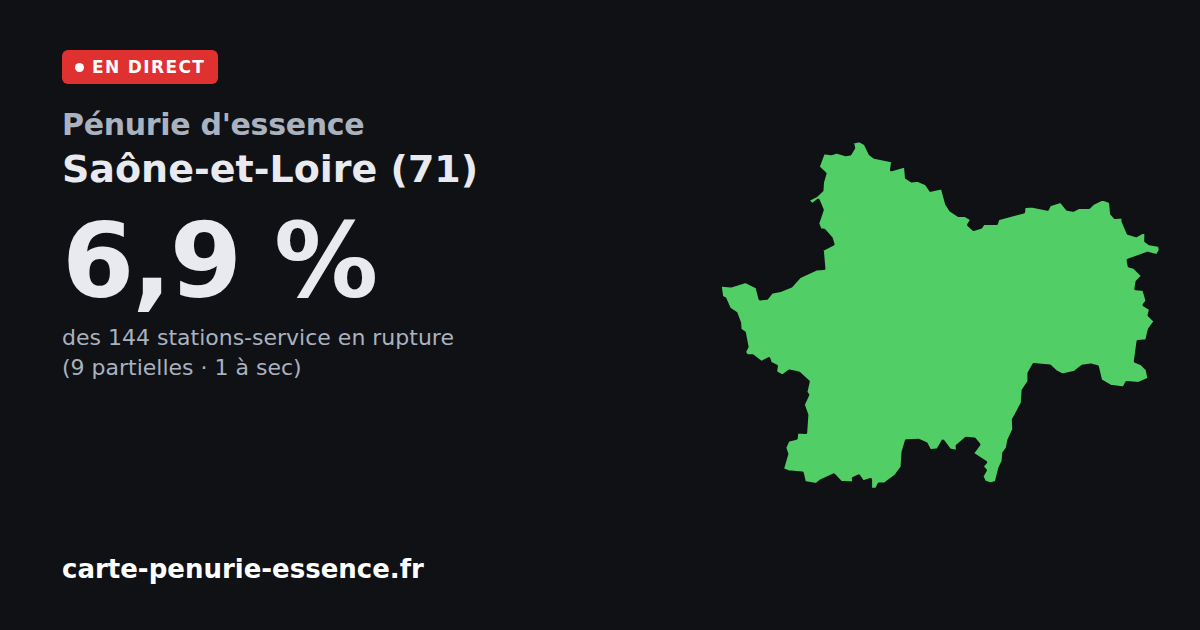 EN DIRECT
Pénurie d'essence
Saône-et-Loire (71)
6,9 %
des 144 stations-service en rupture
(9 partielles · 1 à sec)
carte-penurie-essence.fr